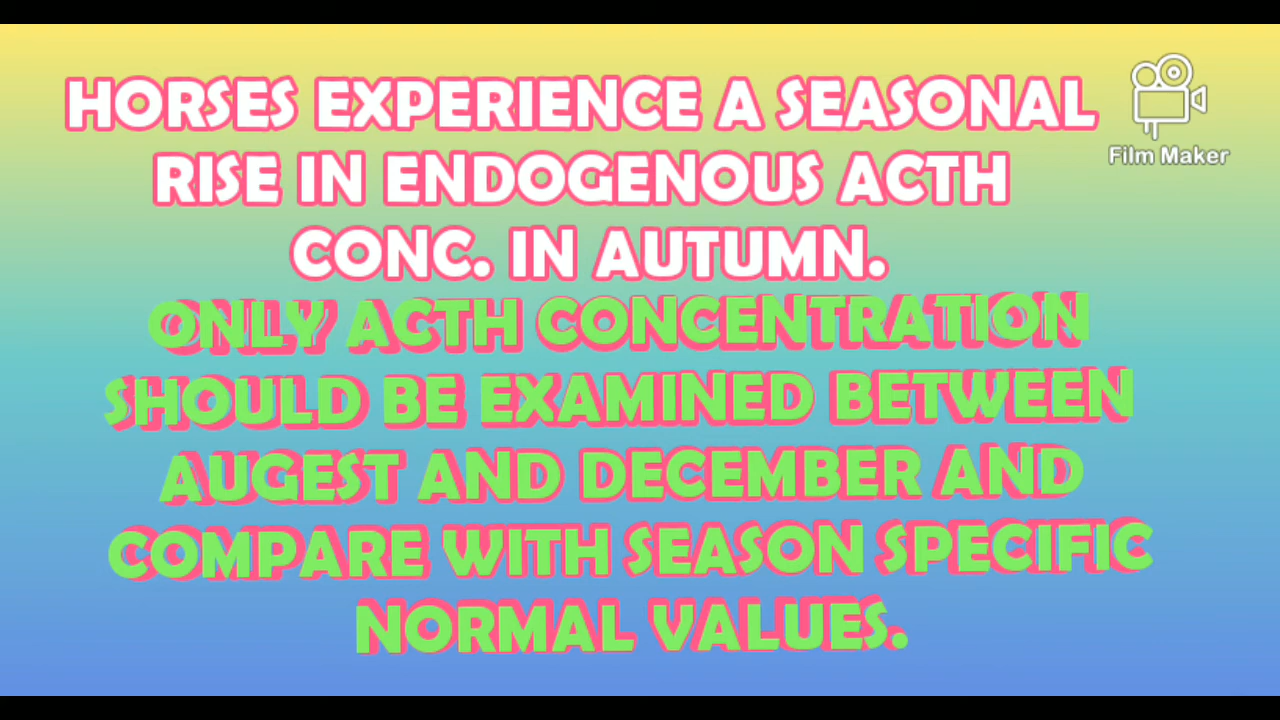 HORSES EXPERIENCE A SEASONAL
RISE IN ENDOGENOUS ACTH
CONC. IN AUTUMN.
ONLY ACTH CONCENTRATION
SHOULD BE EXAMINED BETWEEN
AUGEST AND DECEMBER AND
COMPARE WITH SEASON SPECIFIC
NORMAL VALUES.
Film Maker